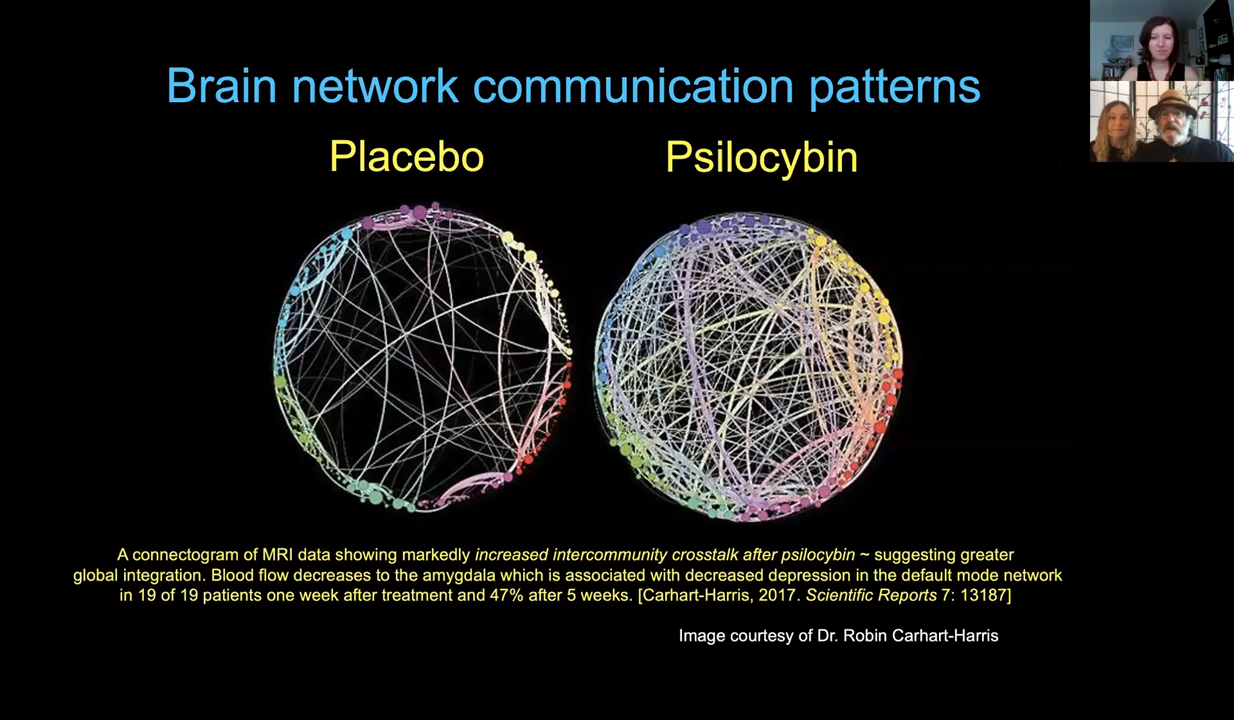 Brain network communication patterns
Placebo
Psilocybin
A connectogram of MRI data showing markedly increased intercommunity crosstalk after psilocybin ~ suggesting greater
global integration. Blood flow decreases to the amygdala which is associated with decreased depression in the default mode network
in 19 of 19 patients one week after treatment and 47% after 5 weeks. [Carhart-Harris, 2017. Scientific Reports 7: 13187]
Image courtesy of Dr. Robin Carhart-Harris